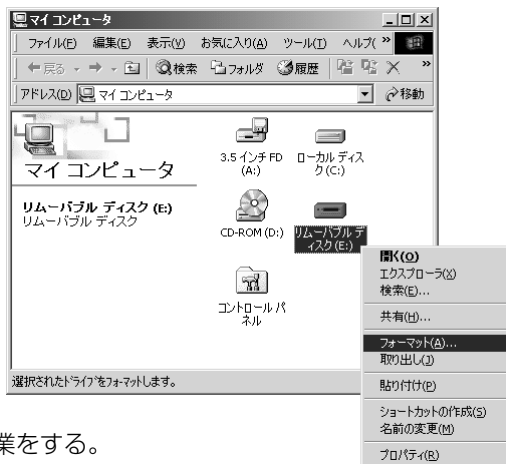 マイ コンピュータ
ファイル(F) 編集(E) 表示(V) お気に入り(A) ツール(T) ヘルプ( »
戻る 検索 フォルダ 履歴 »
アドレス(D) マイ コンピュータ 移動
マイ コンピュータ
リムーバブル ディスク (E:)
リムーバブル ディスク
3.5 インチ FD
(A:)
ローカル ディス
ク(C:)
CD-ROM (D:)
リムーバブル デ
ィスク(E:)
コントロール パ
ネル
選択されたドライブをフォーマットします。
開く(O)
エクスプローラ(X)
検索(E)...
共有(H)...
フォーマット(A)...
取り出し(J)
貼り付け(P)
ショートカットの作成(S)
名前の変更(M)
プロパティ(R)
業をする。